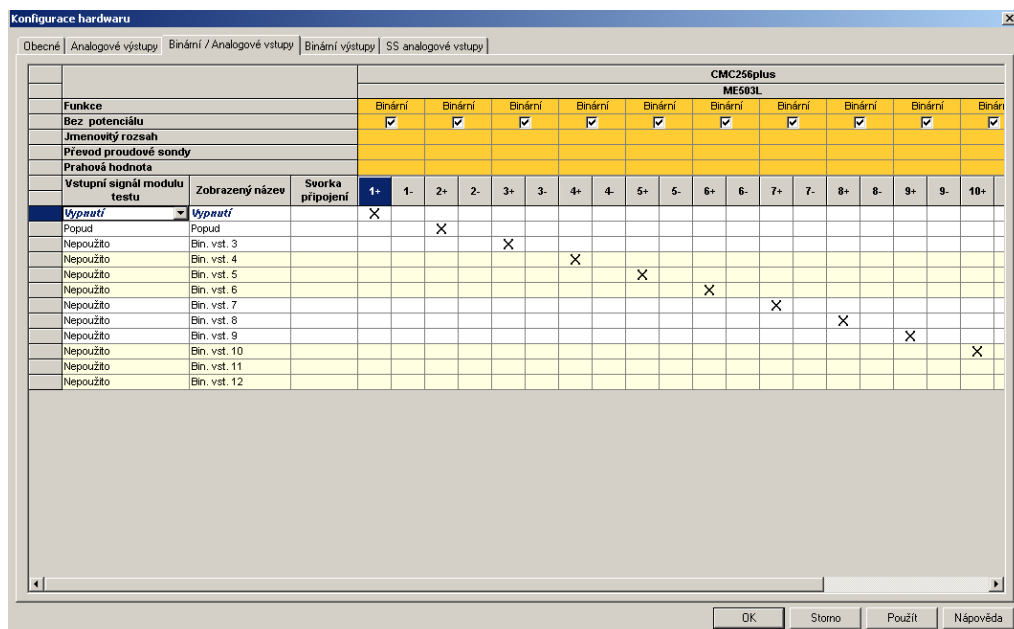 Konfigurace hardwaru
Obecné Analogové výstupy Binární / Analogové vstupy Binární výstupy SS analogové vstupy
CMC256plus
ME503L
Funkce Binární Binární Binární Binární Binární Binární Binární Binární Binární Binár
Bez potenciálu
Jmenovitý rozsah
Převod proudové sondy
Prahová hodnota
Vstupní signál modulu testu Zobrazený název Svorka připojení 1+ 1- 2+ 2- 3+ 3- 4+ 4- 5+ 5- 6+ 6- 7+ 7- 8+ 8- 9+ 9- 10+
Vypnutí Vypnutí X
Popud Popud X
Nepoužito Bin. vst. 3 X
Nepoužito Bin. vst. 4 X
Nepoužito Bin. vst. 5 X
Nepoužito Bin. vst. 6 X
Nepoužito Bin. vst. 7 X
Nepoužito Bin. vst. 8 X
Nepoužito Bin. vst. 9 X
Nepoužito Bin. vst. 10 X
Nepoužito Bin. vst. 11
Nepoužito Bin. vst. 12
OK Storno Použít Nápověda